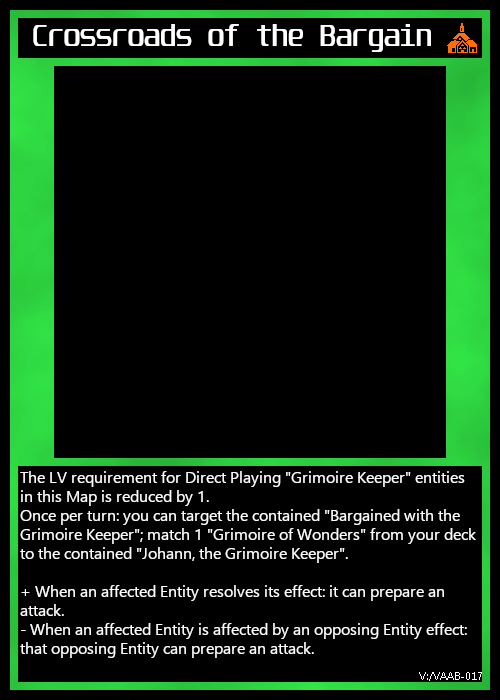 Crossroads of the Bargain
The LV requirement for Direct Playing "Grimoire Keeper" entities
in this Map is reduced by 1.
Once per turn: you can target the contained "Bargained with the
Grimoire Keeper"; match 1 "Grimoire of Wonders" from your deck
to the contained "Johann, the Grimoire Keeper".
+ When an affected Entity resolves its effect: it can prepare an
attack.
- When an affected Entity is affected by an opposing Entity effect:
that opposing Entity can prepare an attack.
V:/VAAB-017